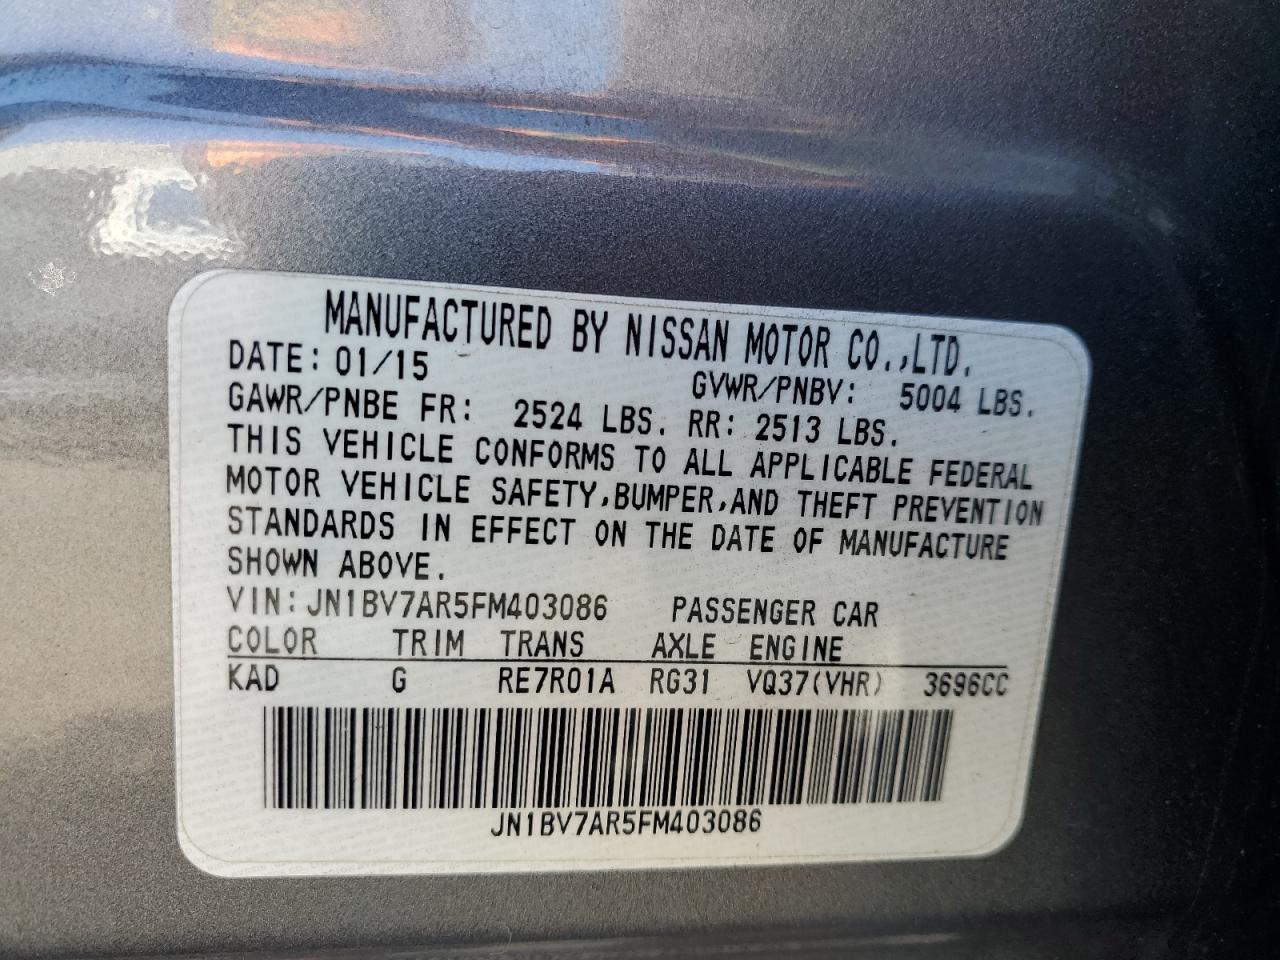 MANUFACTURED BY NISSAN MOTOR CO.,LTD.
DATE: 01/15 GVWR/PNBV: 5004 LBS.
GAWR/PNBE FR: 2524 LBS. RR: 2513 LBS.
THIS VEHICLE CONFORMS TO ALL APPLICABLE FEDERAL
MOTOR VEHICLE SAFETY,BUMPER,AND THEFT PREVENTION
STANDARDS IN EFFECT ON THE DATE OF MANUFACTURE
SHOWN ABOVE.
VIN: JN1BV7AR5FM403086 PASSENGER CAR
COLOR TRIM TRANS AXLE ENGINE
KAD G RE7R01A RG31 VQ37(VHR) 3696CC
JN1BV7AR5FM403086